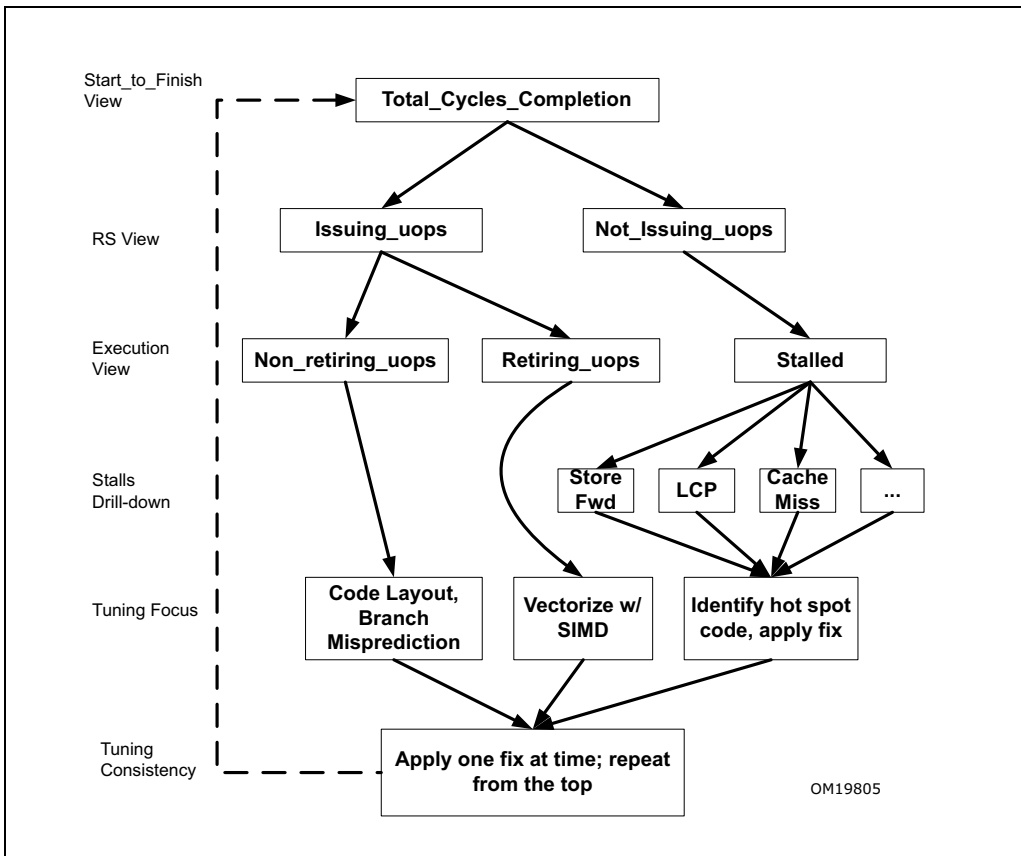 Start_to_Finish
View
Total_Cycles_Completion
RS View
Issuing_uops
Not_Issuing_uops
Execution
View
Non_retiring_uops
Retiring_uops
Stalled
Stalls
Drill-down
Store
Fwd
LCP
Cache
Miss
...
Tuning Focus
Code Layout,
Branch
Misprediction
Vectorize w/
SIMD
Identify hot spot
code, apply fix
Tuning
Consistency
Apply one fix at time; repeat
from the top
OM19805